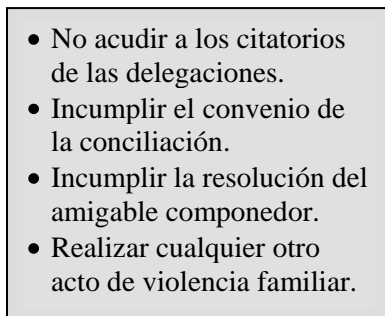 • No acudir a los citatorios
de las delegaciones.
• Incumplir el convenio de
la conciliación.
• Incumplir la resolución del
amigable componedor.
• Realizar cualquier otro
acto de violencia familiar.